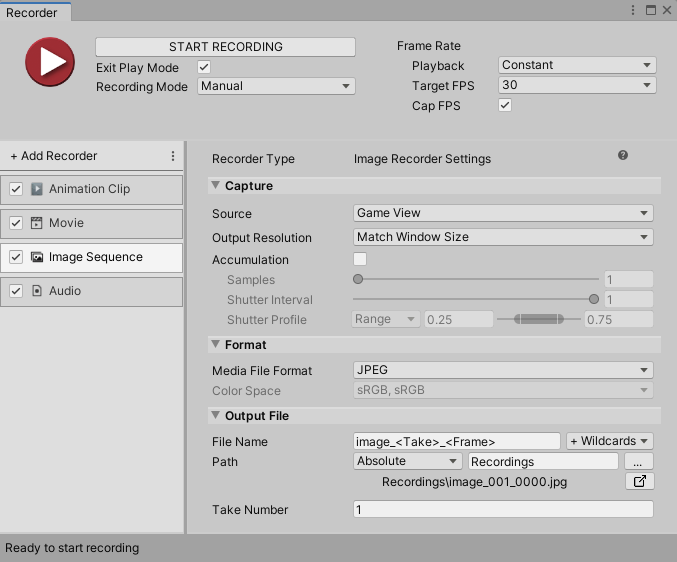 Recorder
START RECORDING
Exit Play Mode
Recording Mode Manual
Frame Rate
Playback Constant
Target FPS 30
Cap FPS
+ Add Recorder
Animation Clip
Movie
Image Sequence
Audio
Recorder Type Image Recorder Settings
Capture
Source Game View
Output Resolution Match Window Size
Accumulation
Samples 1
Shutter Interval 1
Shutter Profile Range 0.25 0.75
Format
Media File Format JPEG
Color Space sRGB, sRGB
Output File
File Name image_<Take>_<Frame> + Wildcards
Path Absolute Recordings ...
Recordings\image_001_0000.jpg
Take Number 1
Ready to start recording